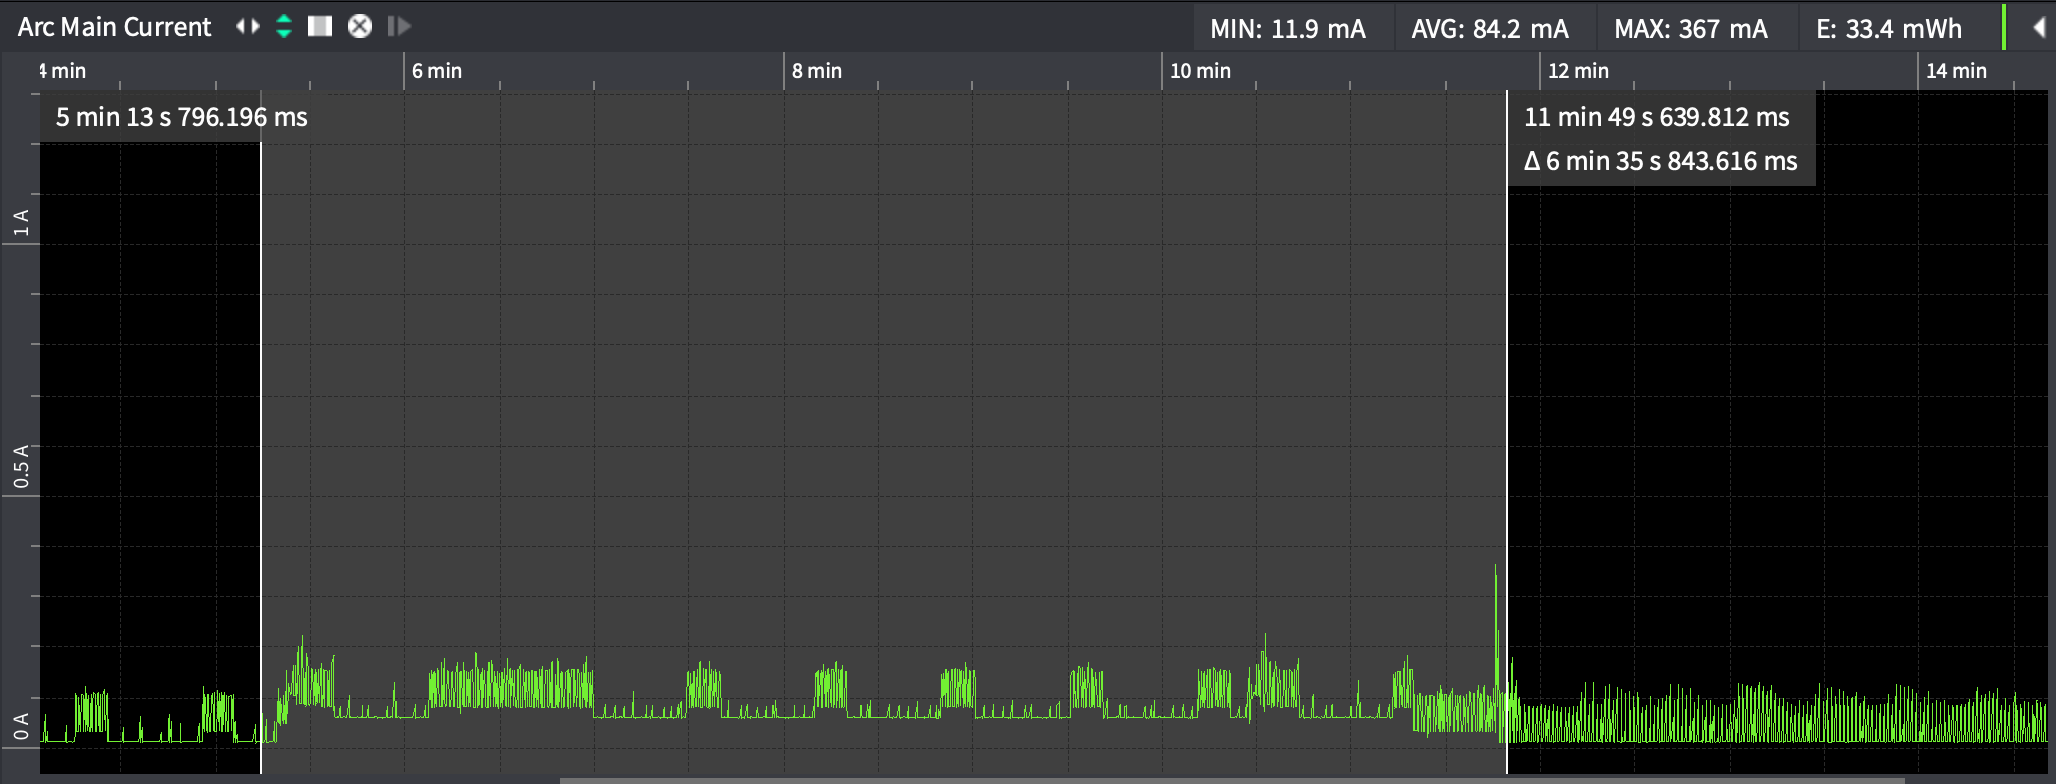 Arc Main Current
MIN: 11.9 mA
AVG: 84.2 mA
MAX: 367 mA
E: 33.4 mWh
4 min
6 min
8 min
10 min
12 min
14 min
5 min 13 s 796.196 ms
11 min 49 s 639.812 ms
Δ 6 min 35 s 843.616 ms
1 A
0.5 A
0 A